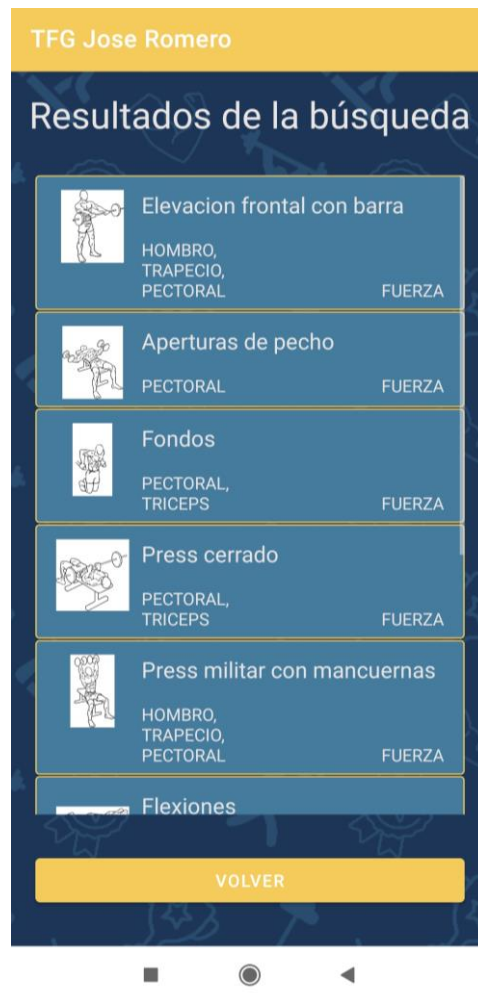 TFG Jose Romero
Resultados de la búsqueda
Elevacion frontal con barra
HOMBRO,
TRAPECIO,
PECTORAL FUERZA
Aperturas de pecho
PECTORAL FUERZA
Fondos
PECTORAL,
TRICEPS FUERZA
Press cerrado
PECTORAL,
TRICEPS FUERZA
Press militar con mancuernas
HOMBRO,
TRAPECIO,
PECTORAL FUERZA
Flexiones
VOLVER